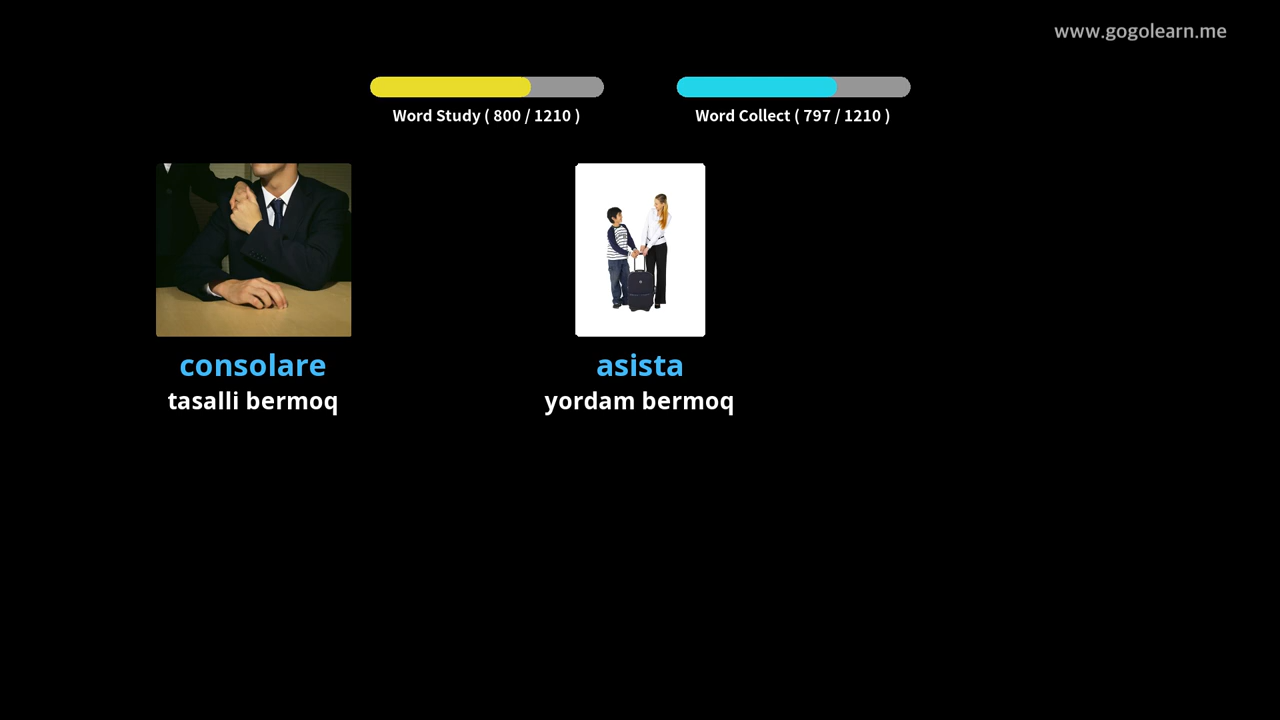 www.gogolearn.me
Word Study ( 800 / 1210 )
Word Collect ( 797 / 1210 )
consolare
tasalli bermoq
asista
yordam bermoq